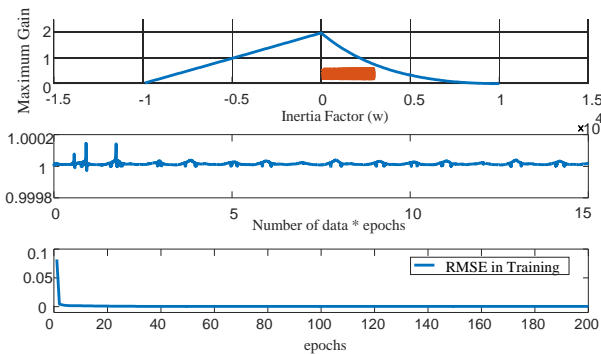 Maximum Gain
2
1
0
-1.5 -1 -0.5 0 0.5 1 1.5
Inertia Factor (w)
×10^4
1.0002
1
0.9998
0 5 10 15
Number of data * epochs
0.1
0.05
0
RMSE in Training
0 20 40 60 80 100 120 140 160 180 200
epochs